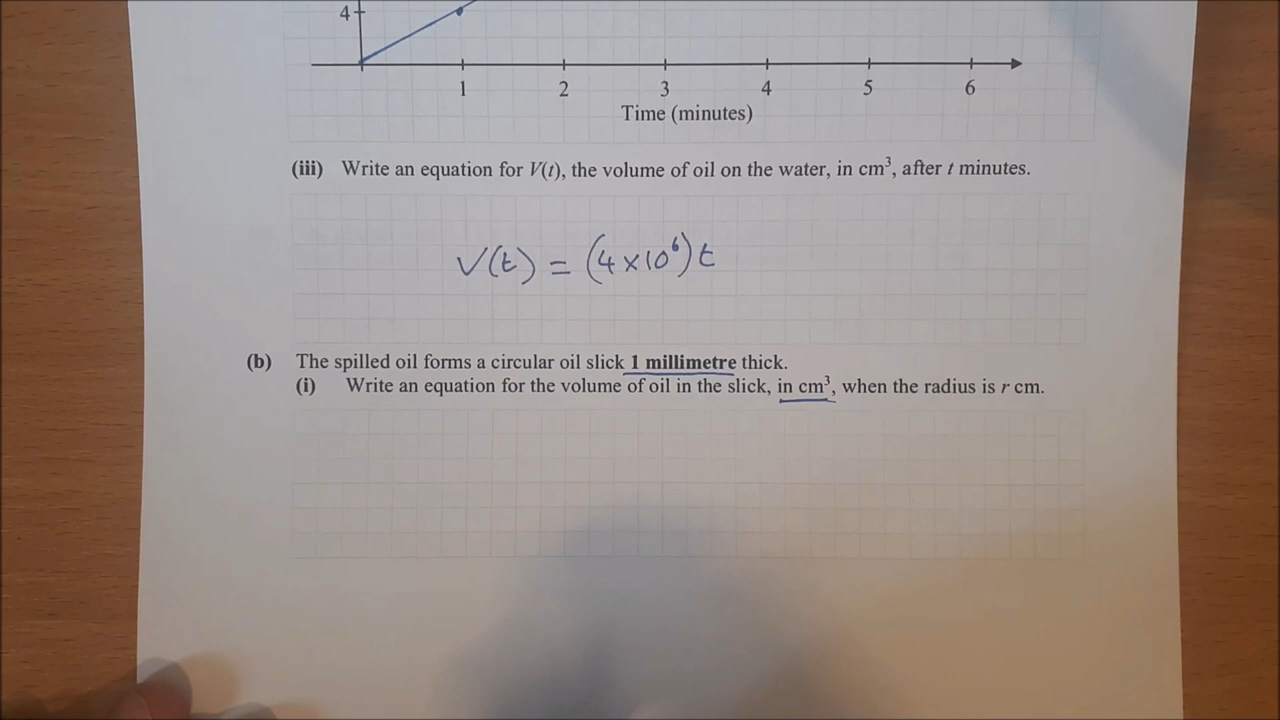 4
1 2 3 4 5 6
Time (minutes)
(iii) Write an equation for V(t), the volume of oil on the water, in cm³, after t minutes.
V(t) = (4×10⁶)t
(b) The spilled oil forms a circular oil slick 1 millimetre thick.
(i) Write an equation for the volume of oil in the slick, in cm³, when the radius is r cm.